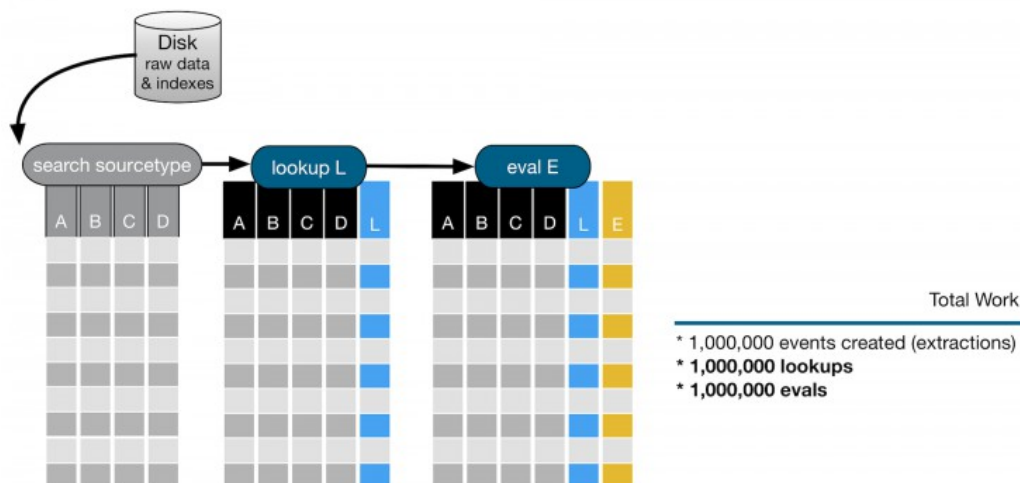 Disk
raw data
& indexes
search sourcetype
lookup L
eval E
A B C D
A B C D L
A B C D L E
Total Work
* 1,000,000 events created (extractions)
* 1,000,000 lookups
* 1,000,000 evals